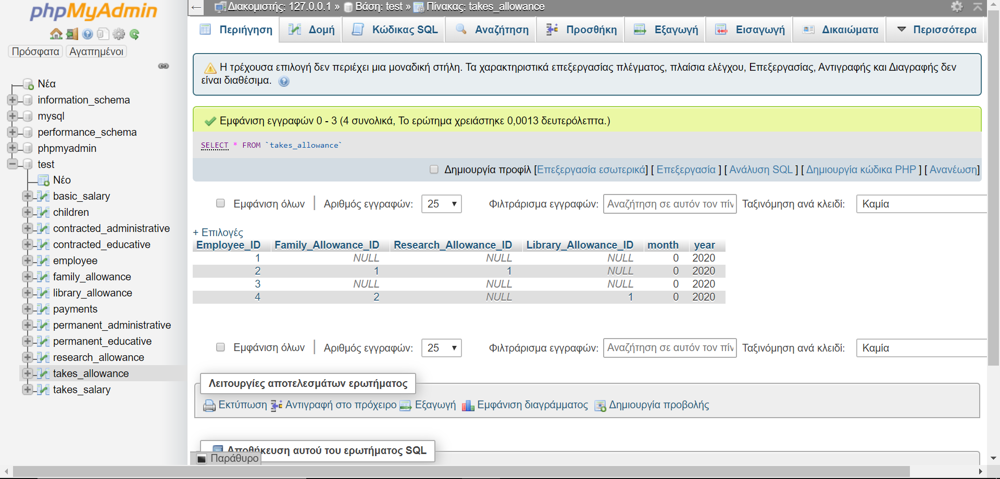 phpMyAdmin
Πρόσφατα Αγαπημένοι
Νέα
information_schema
mysql
performance_schema
phpmyadmin
test
Νέο
basic_salary
children
contracted_administrative
contracted_educative
employee
family_allowance
library_allowance
payments
permanent_administrative
permanent_educative
research_allowance
takes_allowance
takes_salary
Διακομιστής: 127.0.0.1 » Βάση: test » Πίνακας: takes_allowance
Περιήγηση Δομή Κώδικας SQL Αναζήτηση Προσθήκη Εξαγωγή Εισαγωγή Δικαιώματα Περισσότερα
Η τρέχουσα επιλογή δεν περιέχει μια μοναδική στήλη. Τα χαρακτηριστικά επεξεργασίας πλέγματος, πλαίσια ελέγχου, Επεξεργασίας, Αντιγραφής και Διαγραφής δεν
είναι διαθέσιμα.
Εμφάνιση εγγραφών 0 - 3 (4 συνολικά, Το ερώτημα χρειάστηκε 0,0013 δευτερόλεπτα.)
SELECT * FROM `takes_allowance`
Δημιουργία προφίλ [Επεξεργασία εσωτερικά] [ Επεξεργασία ] [ Ανάλυση SQL ] [ Δημιουργία κώδικα PHP ] [ Ανανέωση]
Εμφάνιση όλων | Αριθμός εγγραφών: 25 Φιλτράρισμα εγγραφών: Αναζήτηση σε αυτόν τον πίν Ταξινόμηση ανά κλειδί: Καμία
+ Επιλογές
Employee_ID Family_Allowance_ID Research_Allowance_ID Library_Allowance_ID month year
1 NULL NULL NULL 0 2020
2 1 1 NULL 0 2020
3 NULL NULL NULL 0 2020
4 2 NULL 1 0 2020
Εμφάνιση όλων | Αριθμός εγγραφών: 25 Φιλτράρισμα εγγραφών: Αναζήτηση σε αυτόν τον πίν Ταξινόμηση ανά κλειδί: Καμία
Λειτουργίες αποτελεσμάτων ερωτήματος
Εκτύπωση Αντιγραφή στο πρόχειρο Εξαγωγή Εμφάνιση διαγράμματος Δημιουργία προβολής
Αποθήκευση αυτού του ερωτήματος SQL
Παράθυρο